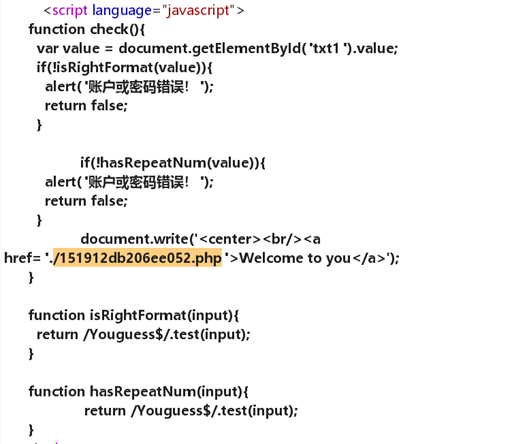 <script language="javascript">
function check(){
var value = document.getElementById('txt1').value;
if(!isRightFormat(value)){
alert('账户或密码错误！');
return false;
}
if(!hasRepeatNum(value)){
alert('账户或密码错误！');
return false;
}
document.write('<center><br/><a
href='./151912db206ee052.php'>Welcome to you</a>');
}
function isRightFormat(input){
return /Youguess$/.test(input);
}
function hasRepeatNum(input){
return /Youguess$/.test(input);
}